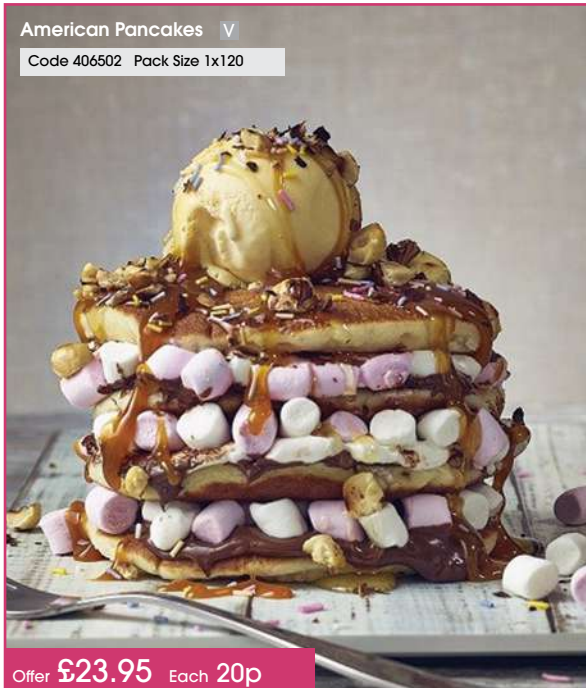 American Pancakes V
Code 406502 Pack Size 1x120
Offer £23.95 Each 20p